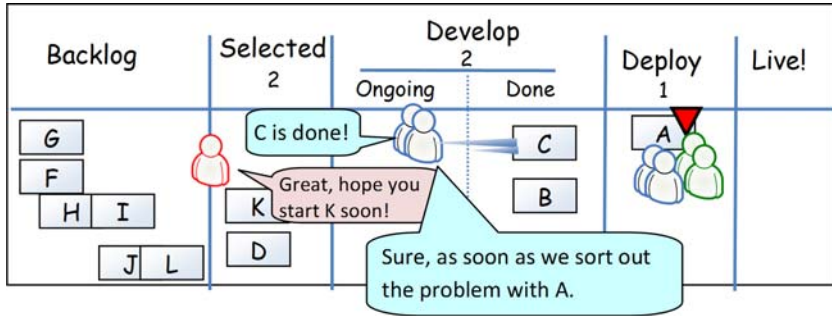 Backlog
Selected
2
Develop
2
Ongoing
Done
Deploy
1
Live!
G
F
H I
J L
C is done!
Great, hope you
start K soon!
K
D
C
B
A
Sure, as soon as we sort out
the problem with A.